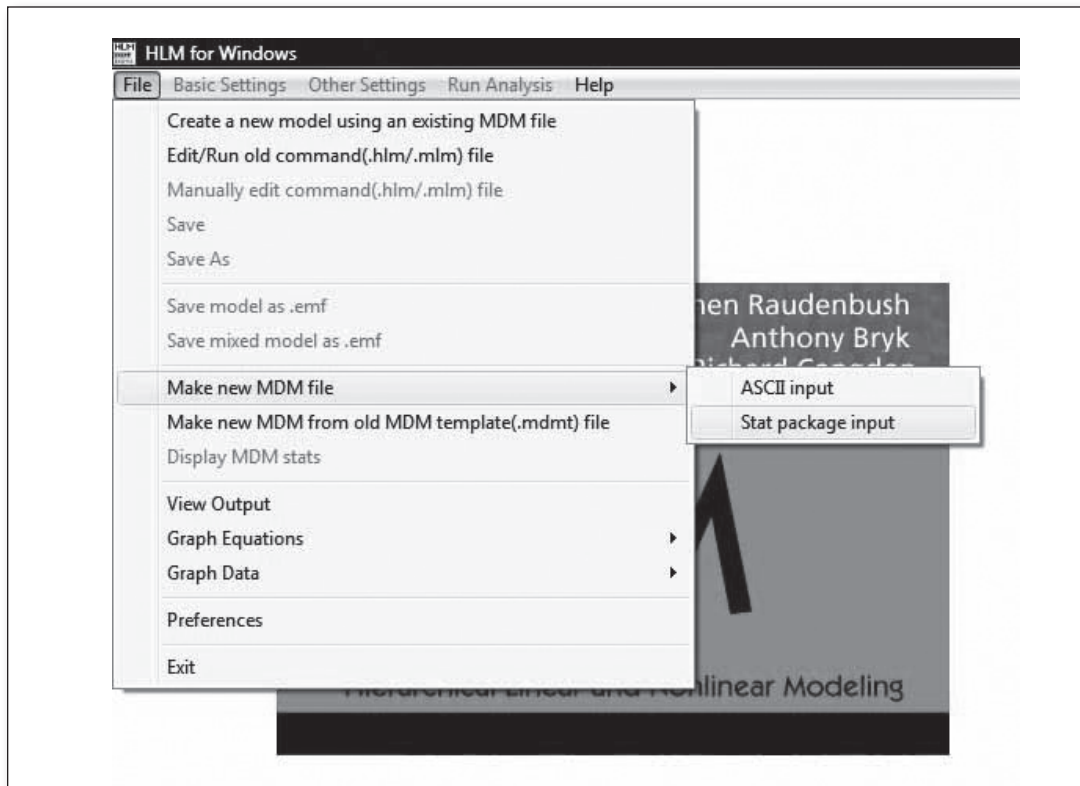 HLM for Windows
File Basic Settings Other Settings Run Analysis Help
Create a new model using an existing MDM file
Edit/Run old command(.hlm/.mlm) file
Manually edit command(.hlm/.mlm) file
Save
Save As
Save model as .emf
Save mixed model as .emf
Make new MDM file
ASCII input
Stat package input
Make new MDM from old MDM template(.mdmt) file
Display MDM stats
View Output
Graph Equations
Graph Data
Preferences
Exit
Raudenbush
Anthony Bryk
Modeling